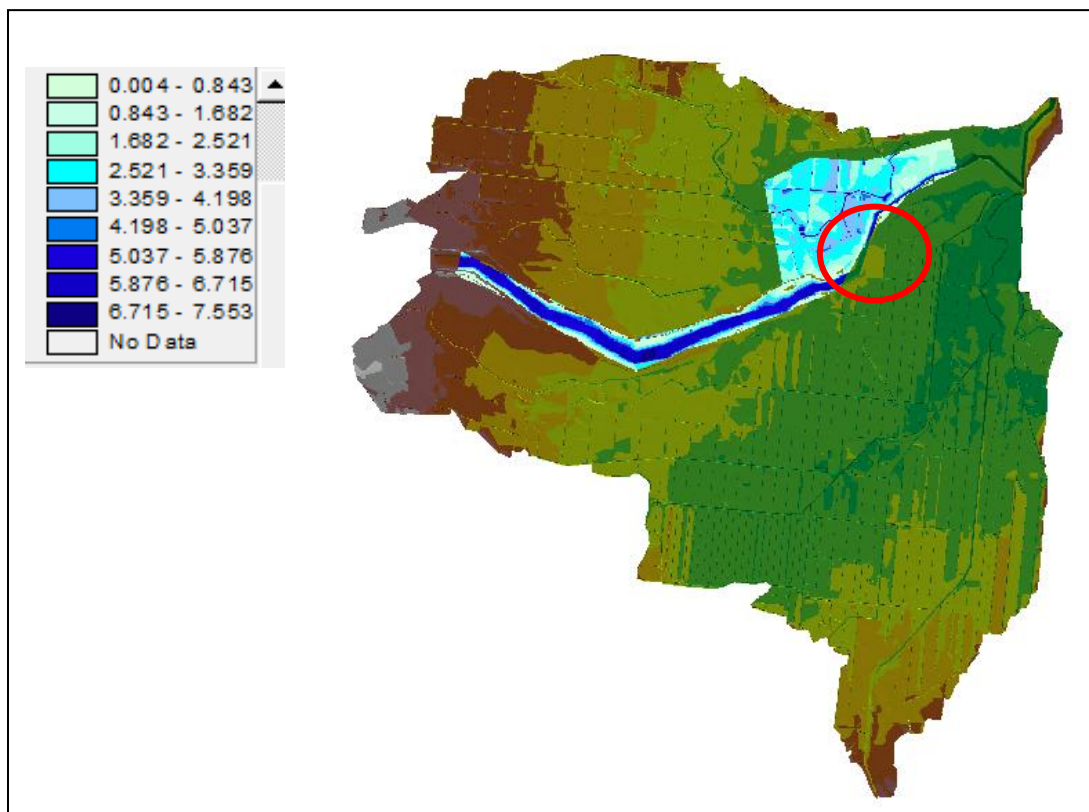 0.004 - 0.843
0.843 - 1.682
1.682 - 2.521
2.521 - 3.359
3.359 - 4.198
4.198 - 5.037
5.037 - 5.876
5.876 - 6.715
6.715 - 7.553
No Data